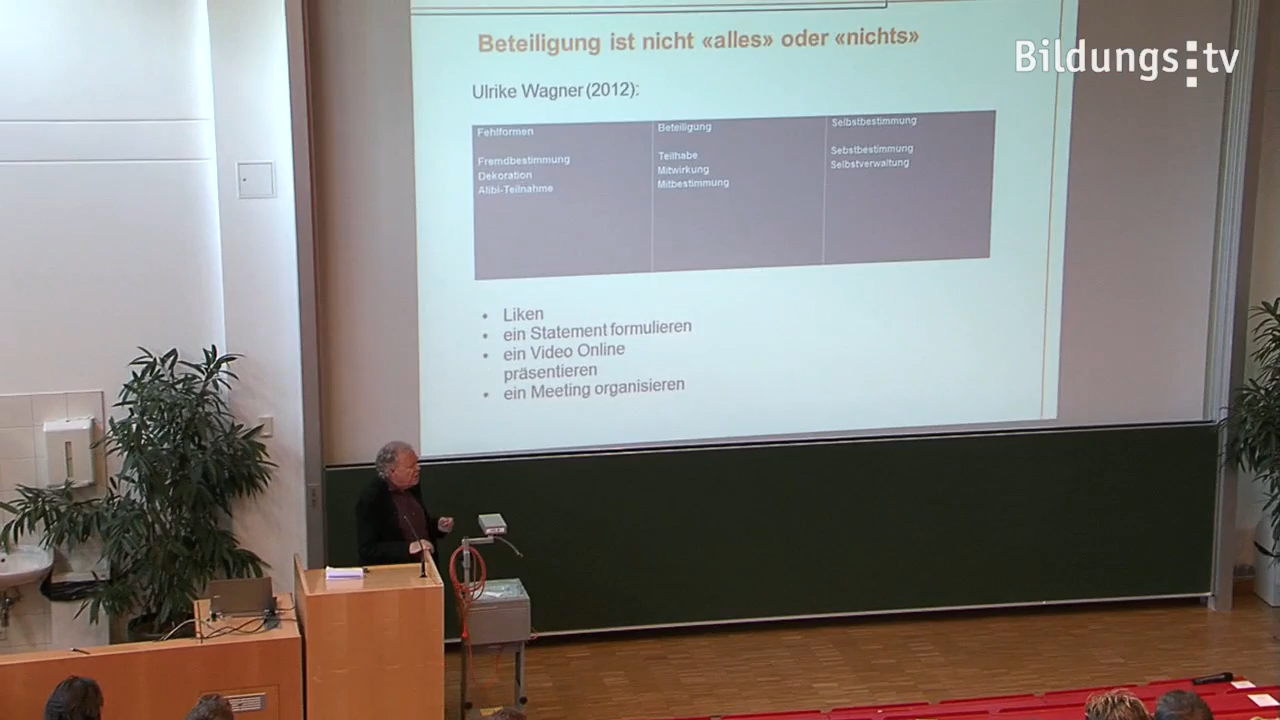 Beteiligung ist nicht «alles» oder «nichts»
Bildungs:tv
Ulrike Wagner (2012):
Fehlformen
Fremdbestimmung
Dekoration
Alibi-Teilnahme
Beteiligung
Teilhabe
Mitwirkung
Mitbestimmung
Selbstbestimmung
Sebstbestimmung
Selbstverwaltung
• Liken
• ein Statement formulieren
• ein Video Online
präsentieren
• ein Meeting organisieren